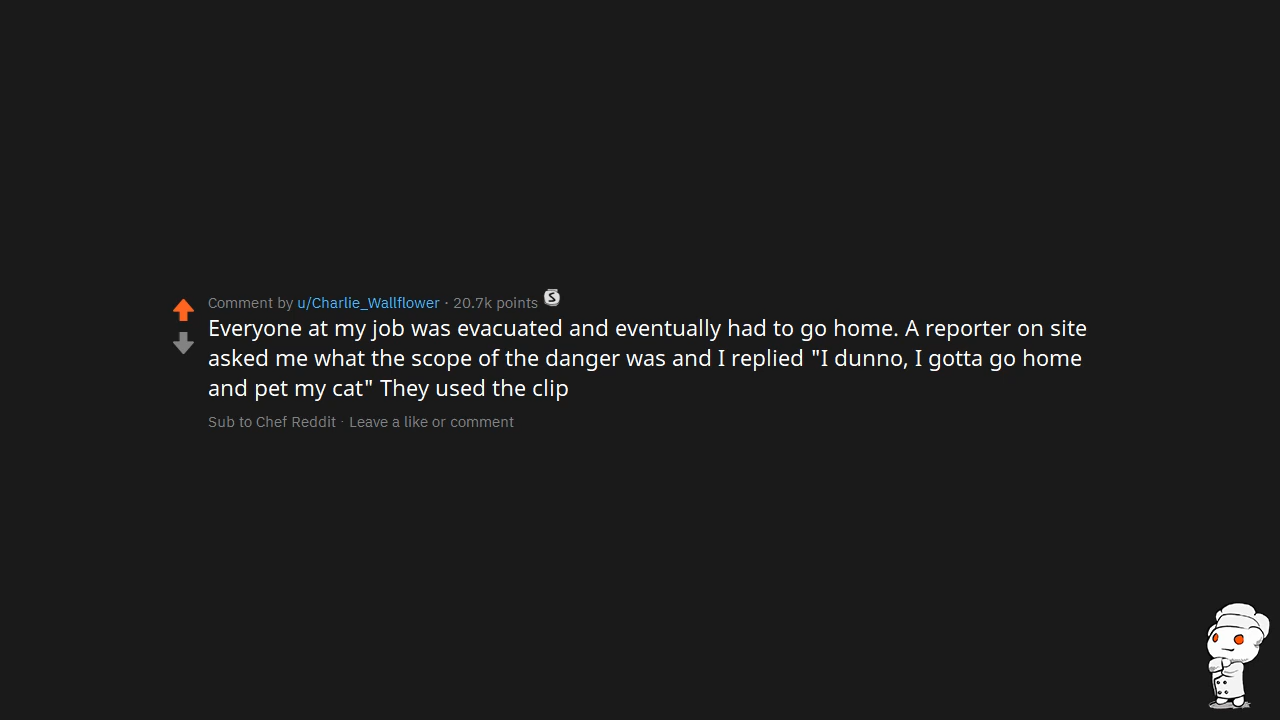 Comment by u/Charlie_Wallflower · 20.7k points S
Everyone at my job was evacuated and eventually had to go home. A reporter on site
asked me what the scope of the danger was and I replied "I dunno, I gotta go home
and pet my cat" They used the clip
Sub to Chef Reddit · Leave a like or comment